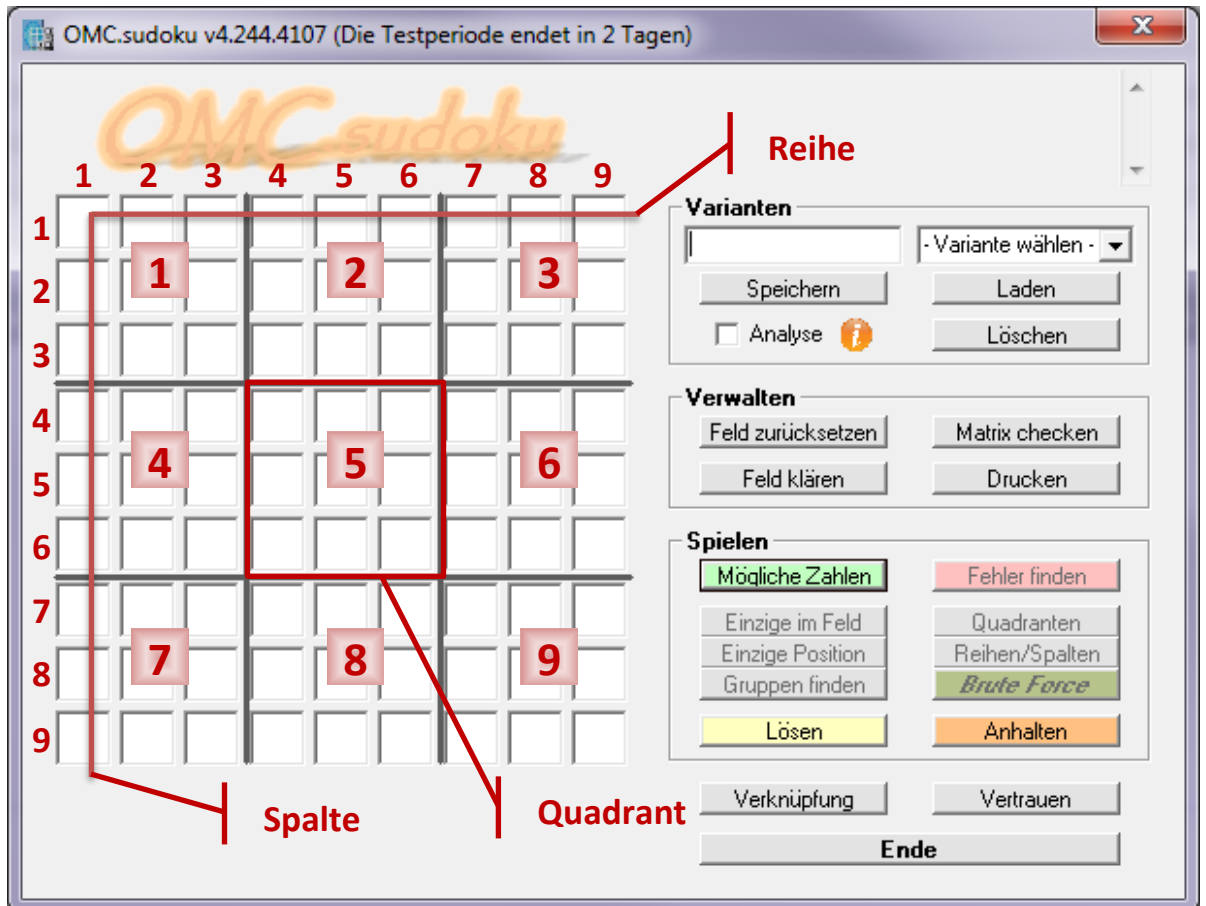 OMC.sudoku v4.244.4107 (Die Testperiode endet in 2 Tagen)
X
OMC.sudoku
Reihe
1 2 3 4 5 6 7 8 9
1
2
3
4
5
6
7
8
9
1 2 3
4 5 6
7 8 9
Spalte
Quadrant
Varianten
- Variante wählen -
Speichern Laden
Analyse i Löschen
Verwalten
Feld zurücksetzen Matrix checken
Feld klären Drucken
Spielen
Mögliche Zahlen Fehler finden
Einzige im Feld Quadranten
Einzige Position Reihen/Spalten
Gruppen finden Brute Force
Lösen Anhalten
Verknüpfung Vertrauen
Ende